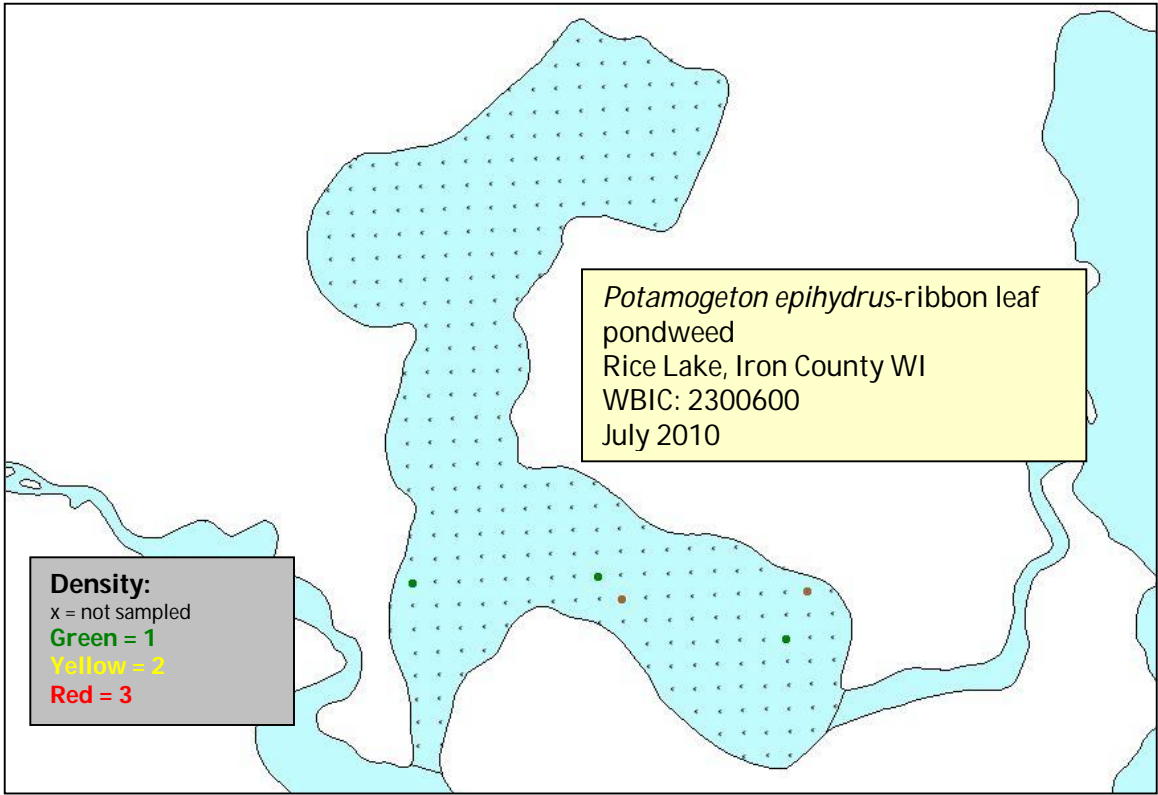 Potamogeton epihydrus-ribbon leaf
pondweed
Rice Lake, Iron County WI
WBIC: 2300600
July 2010
Density:
x = not sampled
Green = 1
Yellow = 2
Red = 3